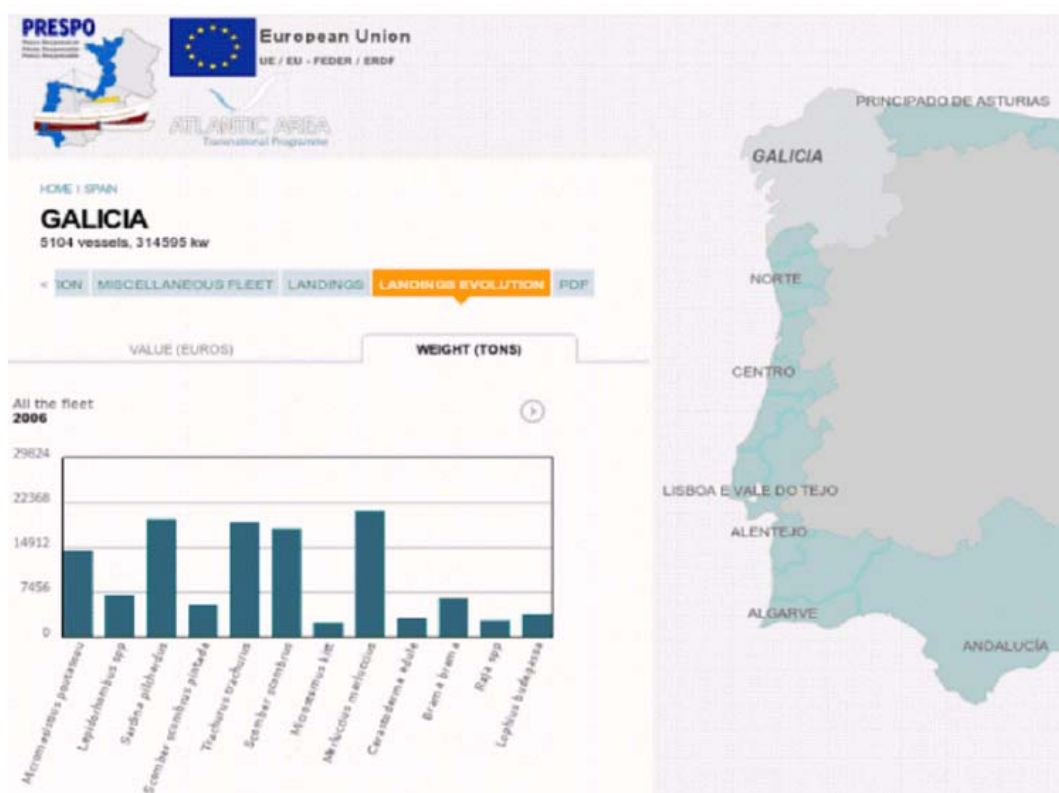 PRESPO
European Union
UE / EU - FEDER / ERDF
ATLANTIC AREA
Transnational Programme
HOME | SPAIN
GALICIA
5104 vessels, 314595 kw
« ION MISCELLANEOUS FLEET LANDINGS LANDINGS EVOLUTION PDF
VALUE (EUROS) WEIGHT (TONS)
All the fleet
2006
29824
22368
14912
7456
0
Micromesistius poutassou
Lepidorhombus spp
Sardina pilchardus
Scomber scombrus pintada
Trachurus trachurus
Scomber scombrus
Microstomus kitt
Merluccius merluccius
Cerastoderma edule
Brama brama
Raja spp
Lophius budegassa
PRINCIPADO DE ASTURIAS
GALICIA
NORTE
CENTRO
LISBOA E VALE DO TEJO
ALENTEJO
ALGARVE
ANDALUCÍA